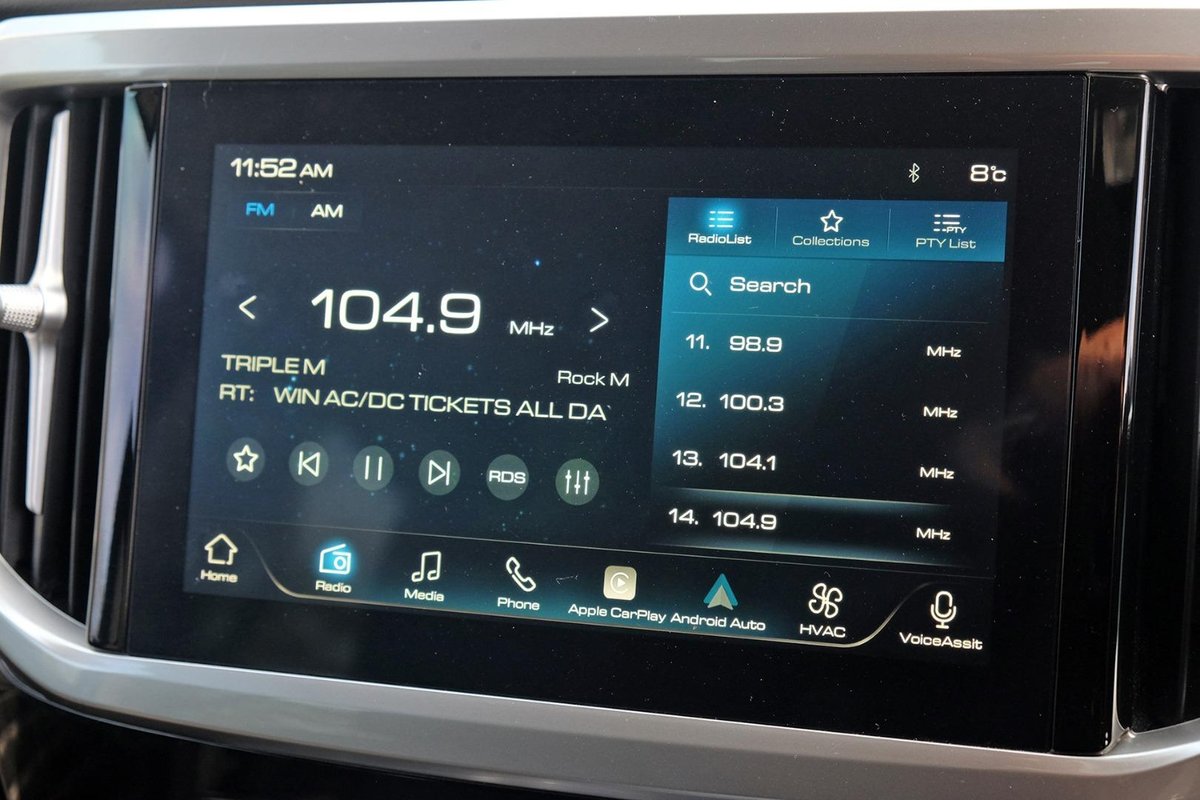 11:52 AM
8°C
FM AM
RadioList Collections PTY List
PTY
Search
104.9 MHz
11. 98.9 MHz
TRIPLE M
Rock M
12. 100.3 MHz
RT: WIN AC/DC TICKETS ALL DA
13. 104.1 MHz
RDS
14. 104.9 MHz
Home Radio Media Phone Apple CarPlay Android Auto HVAC VoiceAssit